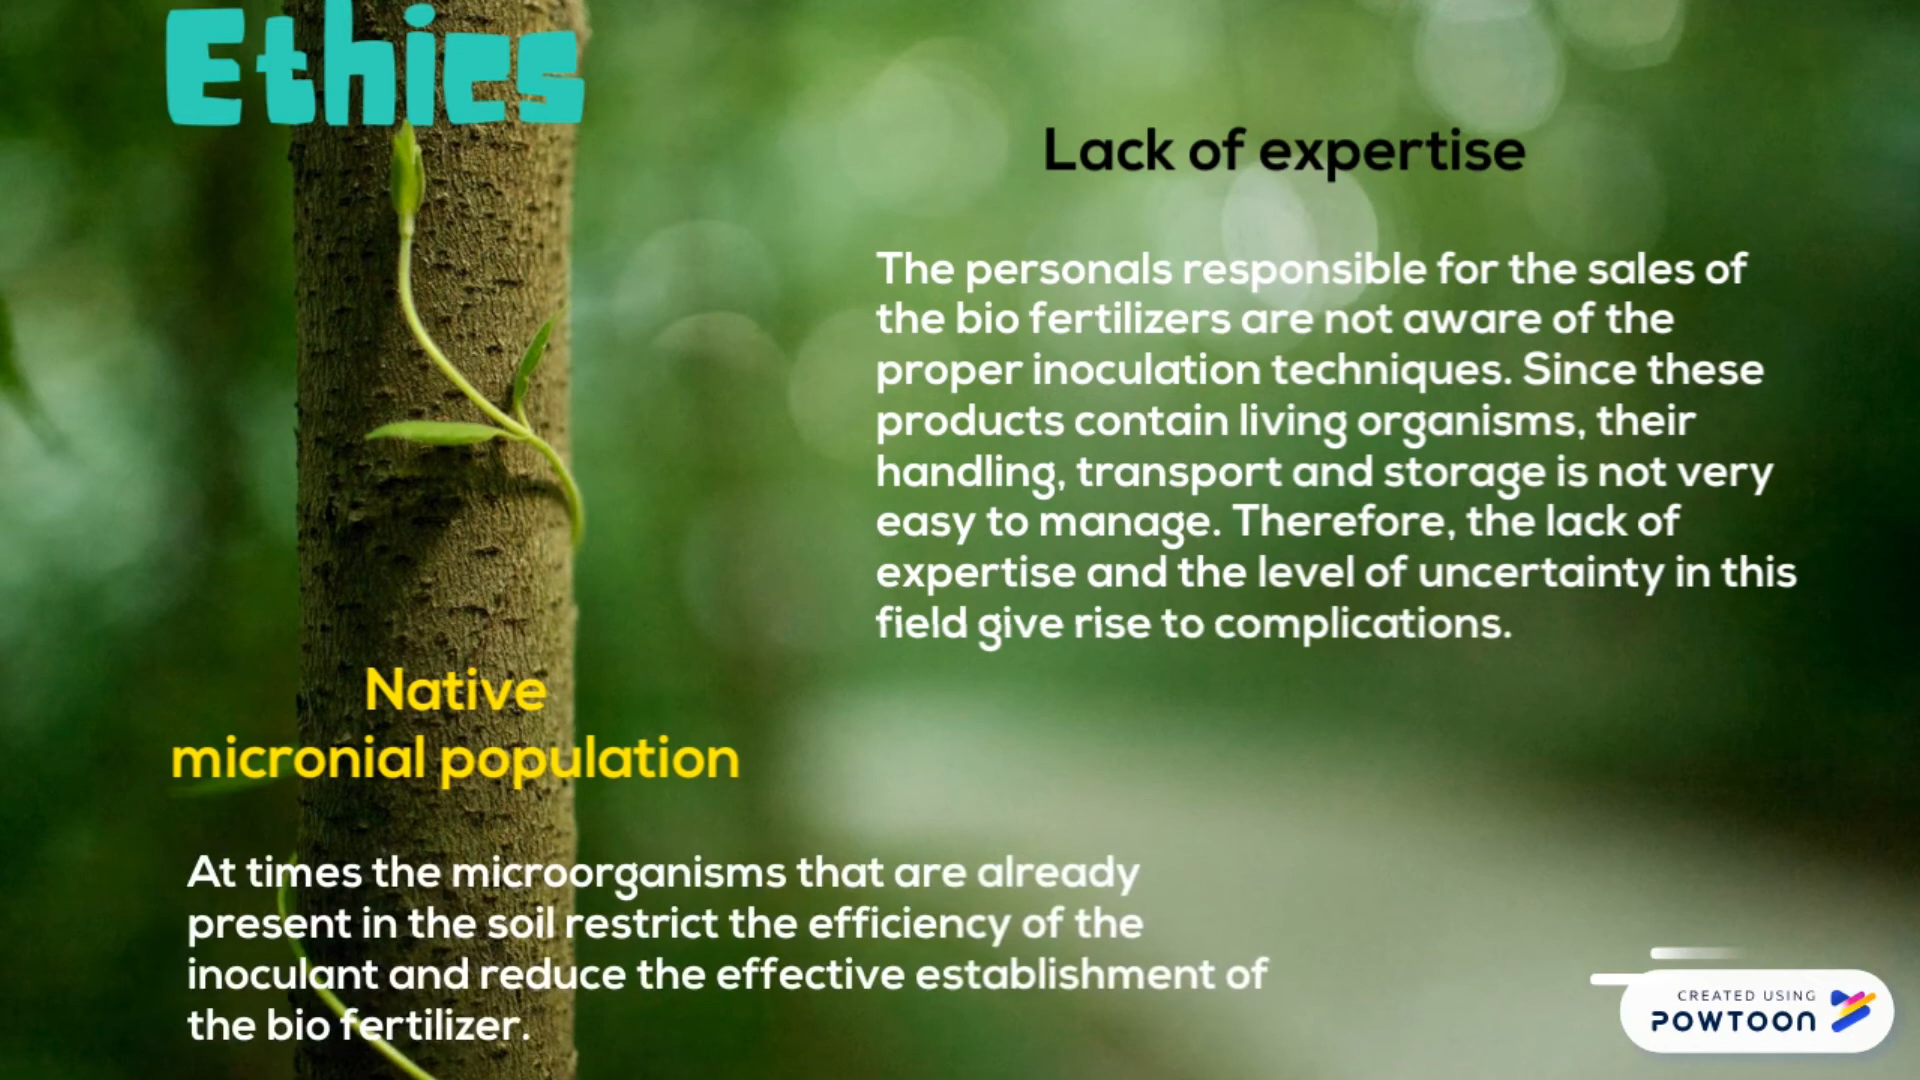 Ethics
Lack of expertise
The personals responsible for the sales of
the bio fertilizers are not aware of the
proper inoculation techniques. Since these
products contain living organisms, their
handling, transport and storage is not very
easy to manage. Therefore, the lack of
expertise and the level of uncertainty in this
field give rise to complications.
Native
micronial population
At times the microorganisms that are already
present in the soil restrict the efficiency of the
inoculant and reduce the effective establishment of
the bio fertilizer.
CREATED USING
POWTOON